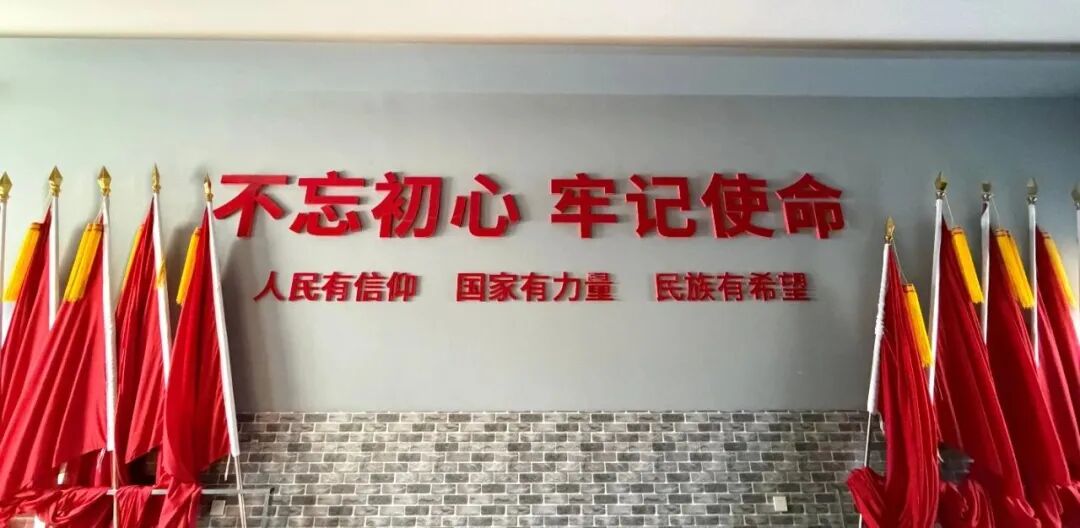 不忘初心 牢记使命
人民有信仰 国家有力量 民族有希望